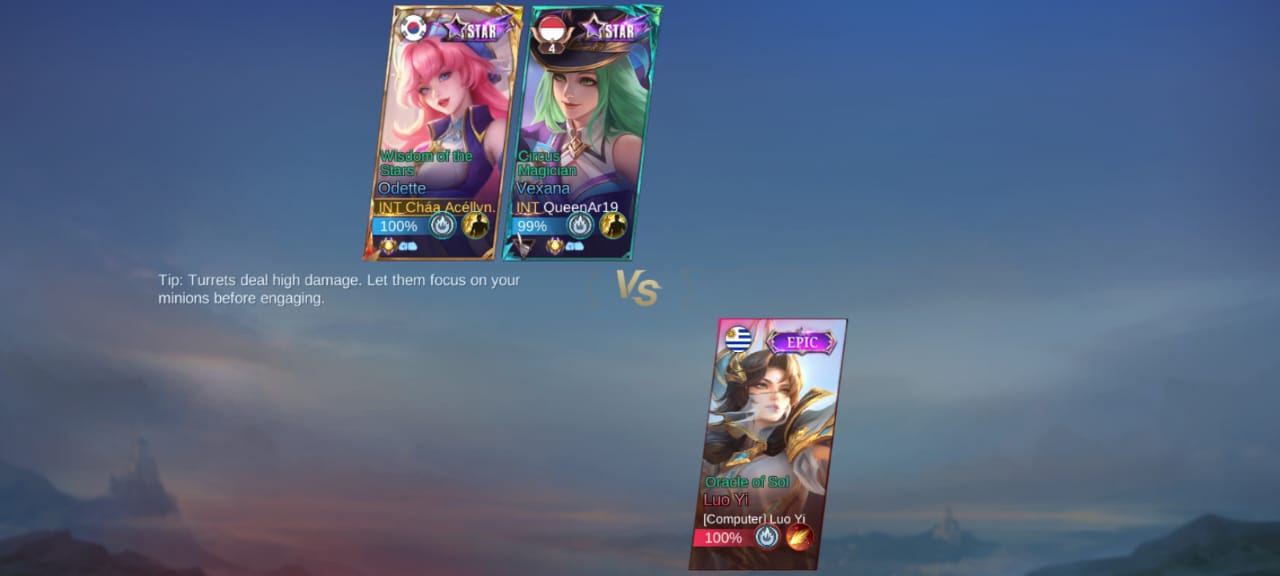 STAR
Wisdom of the
Stars
Odette
INT Cháa Acéllyn.
100%
4
STAR
Circus
Magician
Vexana
INT QueenAr19
99%
Tip: Turrets deal high damage. Let them focus on your
minions before engaging.
VS
EPIC
Oracle of Sol
Luo Yi
[Computer] Luo Yi
100%